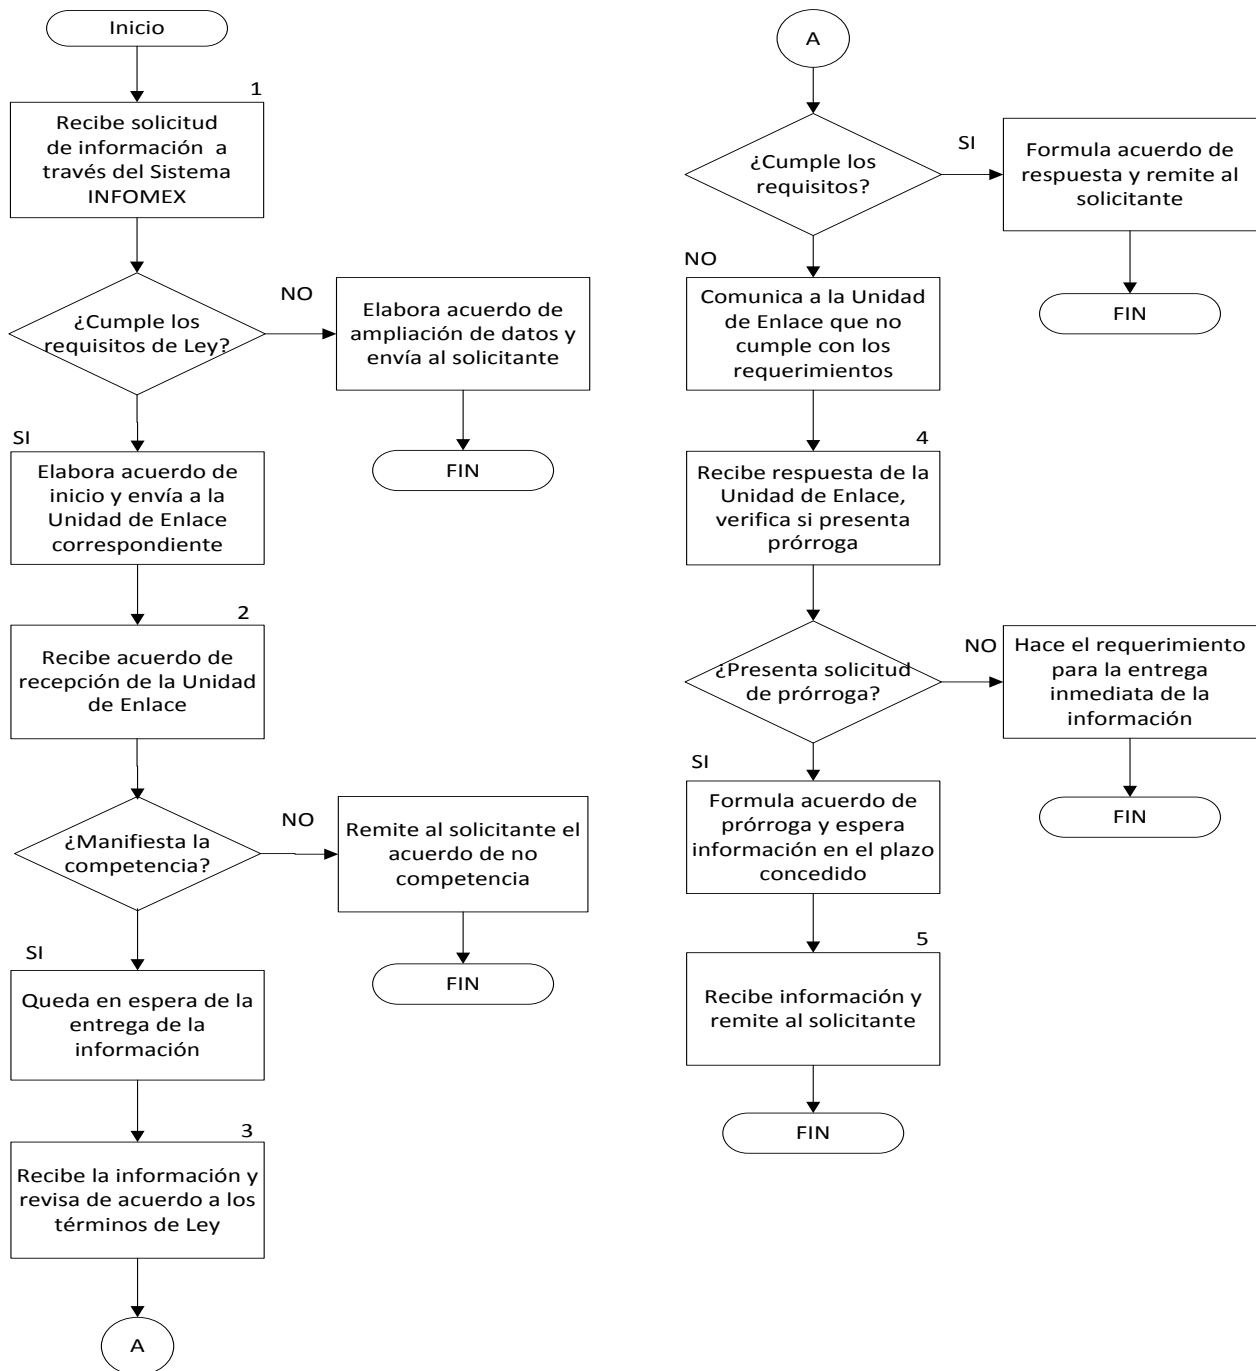 Inicio
1
Recibe solicitud
de información a
través del Sistema
INFOMEX
¿Cumple los
requisitos de Ley?
NO
Elabora acuerdo de
ampliación de datos y
envía al solicitante
FIN
SI
Elabora acuerdo de
inicio y envía a la
Unidad de Enlace
correspondiente
2
Recibe acuerdo de
recepción de la Unidad
de Enlace
¿Manifiesta la
competencia?
NO
Remite al solicitante el
acuerdo de no
competencia
FIN
SI
Queda en espera de la
entrega de la
información
3
Recibe la información y
revisa de acuerdo a los
términos de Ley
A
A
¿Cumple los
requisitos?
SI
Formula acuerdo de
respuesta y remite al
solicitante
FIN
NO
Comunica a la Unidad
de Enlace que no
cumple con los
requerimientos
4
Recibe respuesta de la
Unidad de Enlace,
verifica si presenta
prórroga
¿Presenta solicitud
de prórroga?
NO
Hace el requerimiento
para la entrega
inmediata de la
información
FIN
SI
Formula acuerdo de
prórroga y espera
información en el plazo
concedido
5
Recibe información y
remite al solicitante
FIN